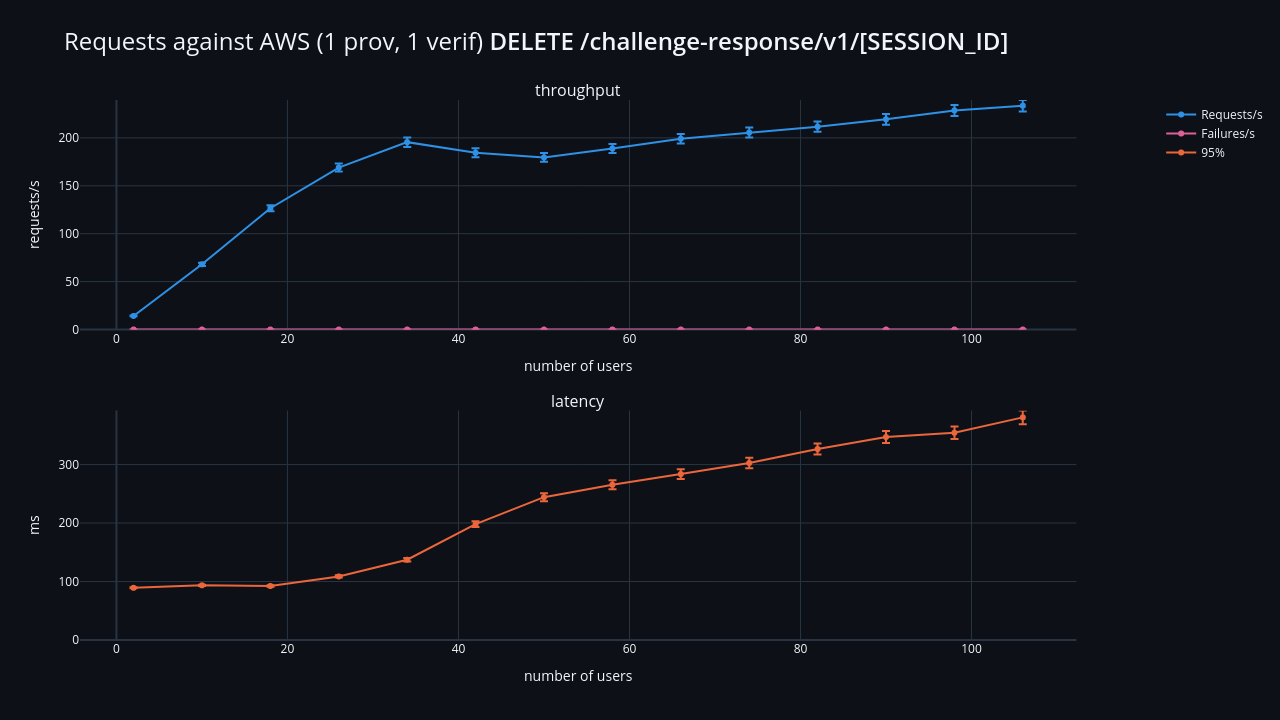 Requests against AWS (1 prov, 1 verif) DELETE /challenge-response/v1/[SESSION_ID]
throughput
Requests/s
Failures/s
95%
200
150
100
50
0
requests/s
0 20 40 60 80 100
number of users
latency
300
200
100
0
ms
0 20 40 60 80 100
number of users